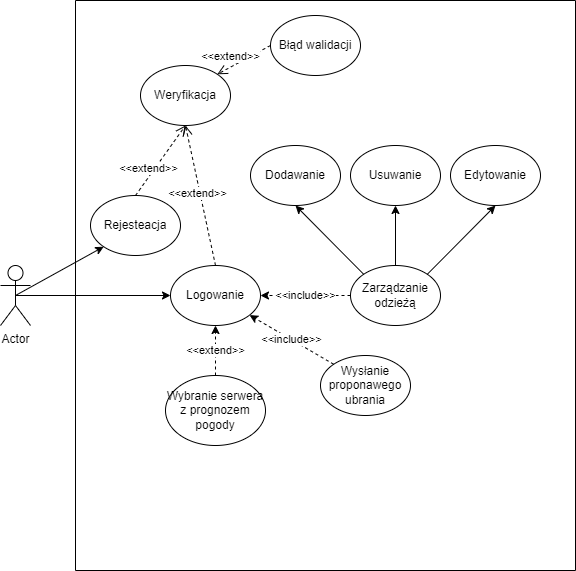 Błąd walidacji
<<extend>>
Weryfikacja
<<extend>>
<<extend>>
Dodawanie
Usuwanie
Edytowanie
Rejesteacja
Zarządzanie
odzieżą
Logowanie
<<include>>
Actor
<<extend>>
<<include>>
Wysłanie
proponawego
ubrania
Wybranie serwera
z prognozem
pogody